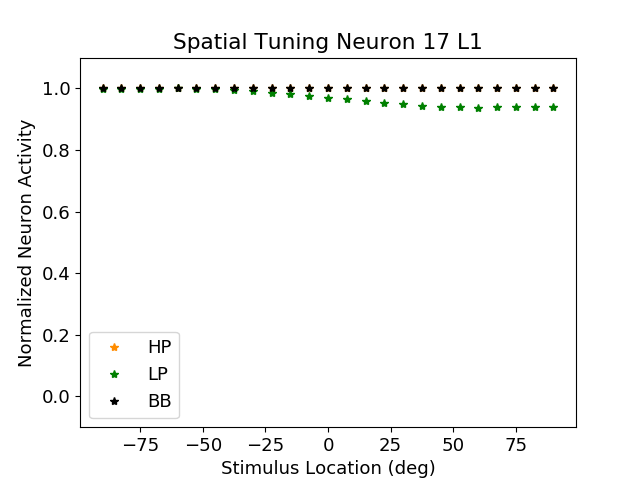 Spatial Tuning Neuron 17 L1
Normalized Neuron Activity
1.0
0.8
0.6
0.4
0.2
0.0
HP
LP
BB
−75 −50 −25 0 25 50 75
Stimulus Location (deg)